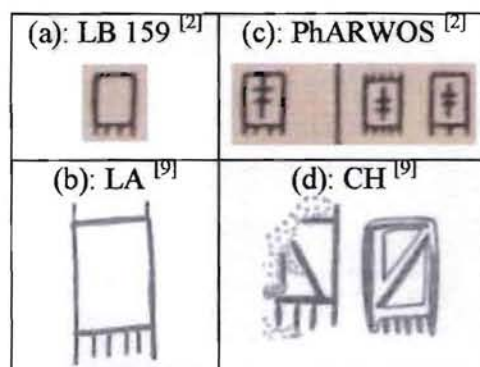 (a): LB 159 [2]
(c): PhARWOS [2]
(b): LA [9]
(d): CH [9]